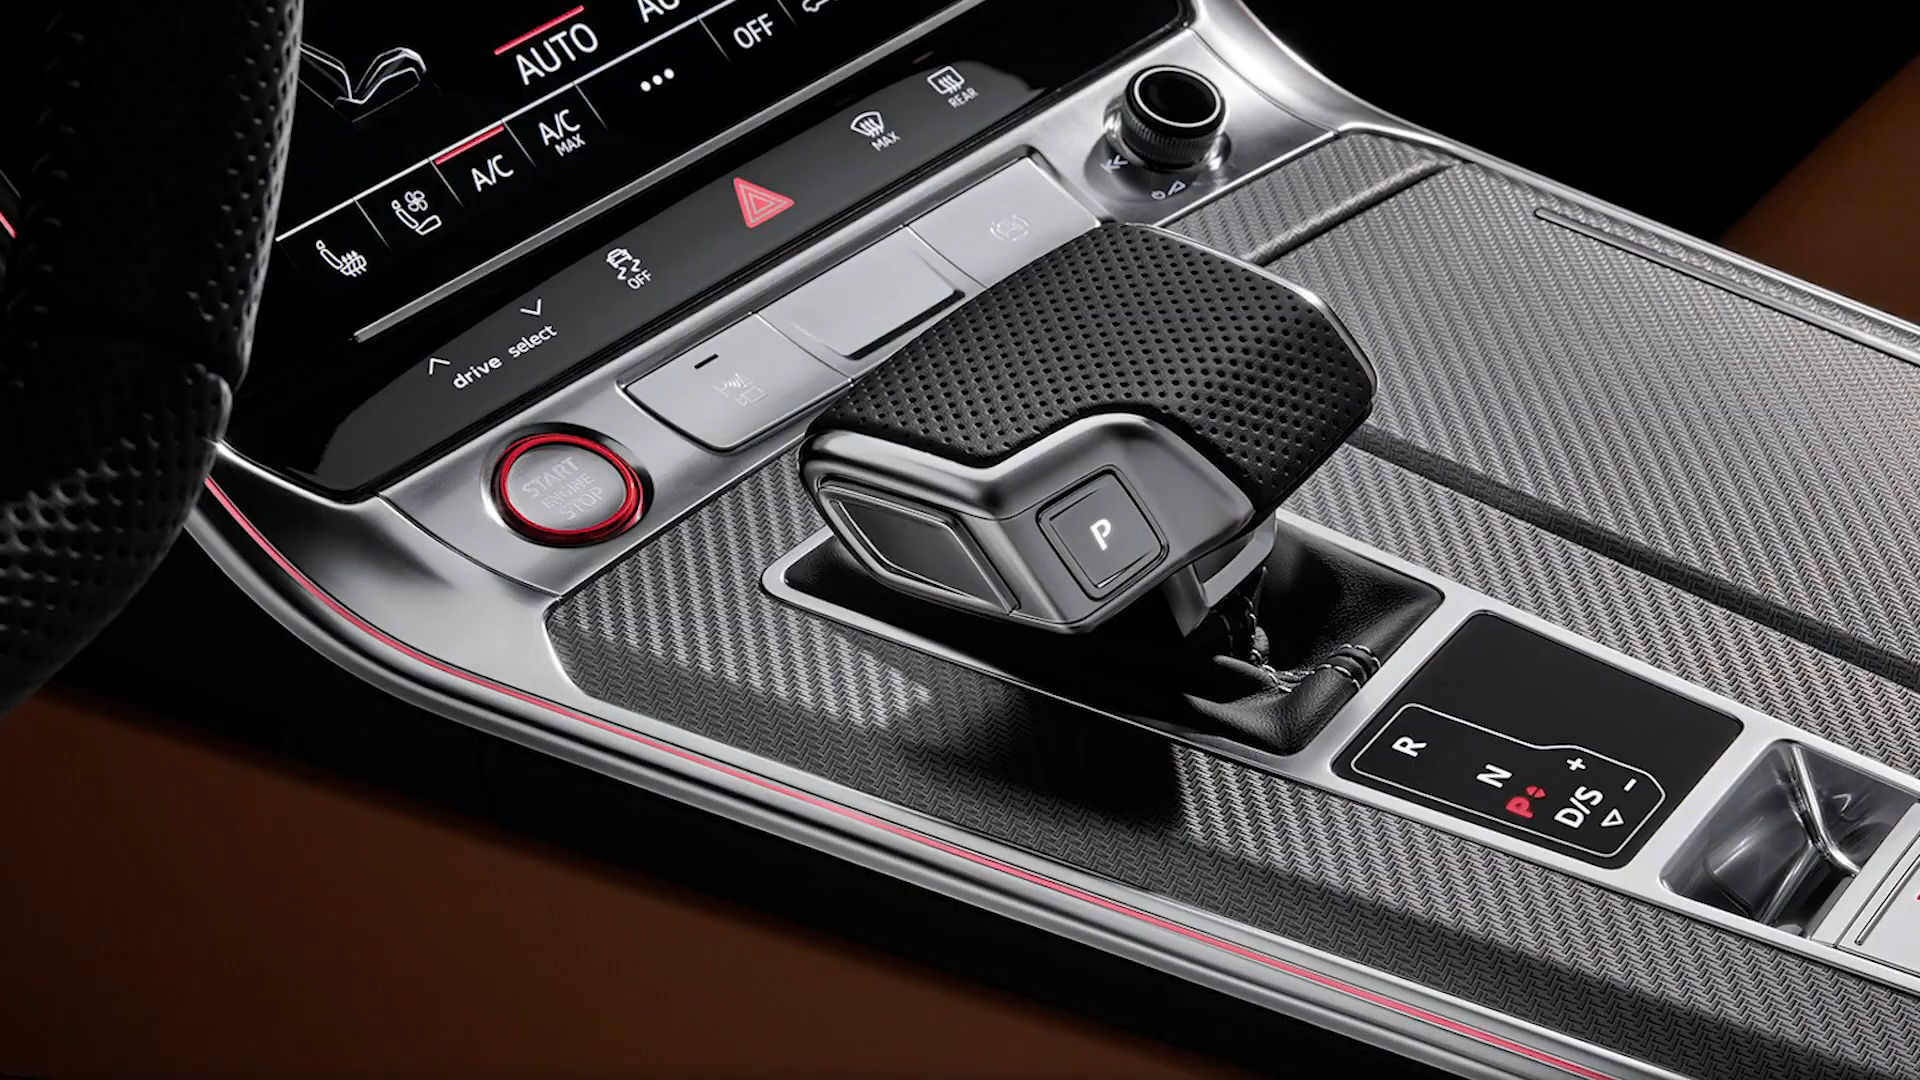 AUTO
OFF
A/C
A/C
MAX
REAR
MAX
OFF
drive select
START
ENGINE
STOP
P
R
N
P
D/S
+
-